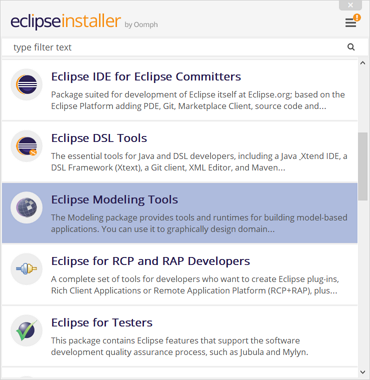 eclipseinstaller by Oomph
type filter text
Eclipse IDE for Eclipse Committers
Package suited for development of Eclipse itself at Eclipse.org; based on the
Eclipse Platform adding PDE, Git, Marketplace Client, source code and...
Eclipse DSL Tools
The essential tools for Java and DSL developers, including a Java ,Xtend IDE, a
DSL Framework (Xtext), a Git client, XML Editor, and Maven...
Eclipse Modeling Tools
The Modeling package provides tools and runtimes for building model-based
applications. You can use it to graphically design domain...
Eclipse for RCP and RAP Developers
A complete set of tools for developers who want to create Eclipse plug-ins,
Rich Client Applications or Remote Application Platform (RCP+RAP), plus...
Eclipse for Testers
This package contains Eclipse features that support the software
development quality assurance process, such as Jubula and Mylyn.